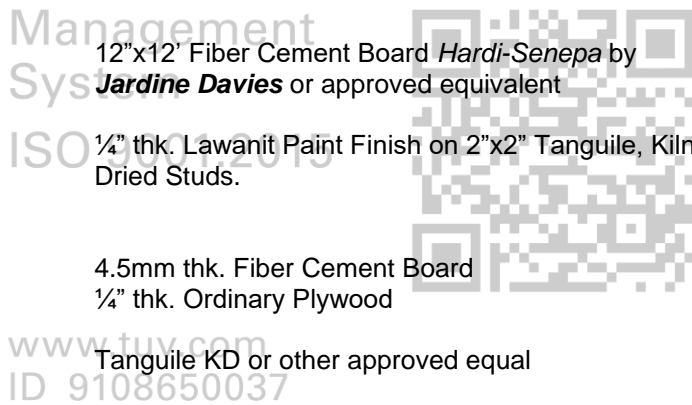 Management
12”x12’ Fiber Cement Board Hardi-Senepa by
System
Jardine Davies or approved equivalent
ISO 9001:2015
¼” thk. Lawanit Paint Finish on 2”x2” Tanguile, Kiln
Dried Studs.
4.5mm thk. Fiber Cement Board
¼” thk. Ordinary Plywood
www.tuv.com
Tanguile KD or other approved equal
ID 9108650037